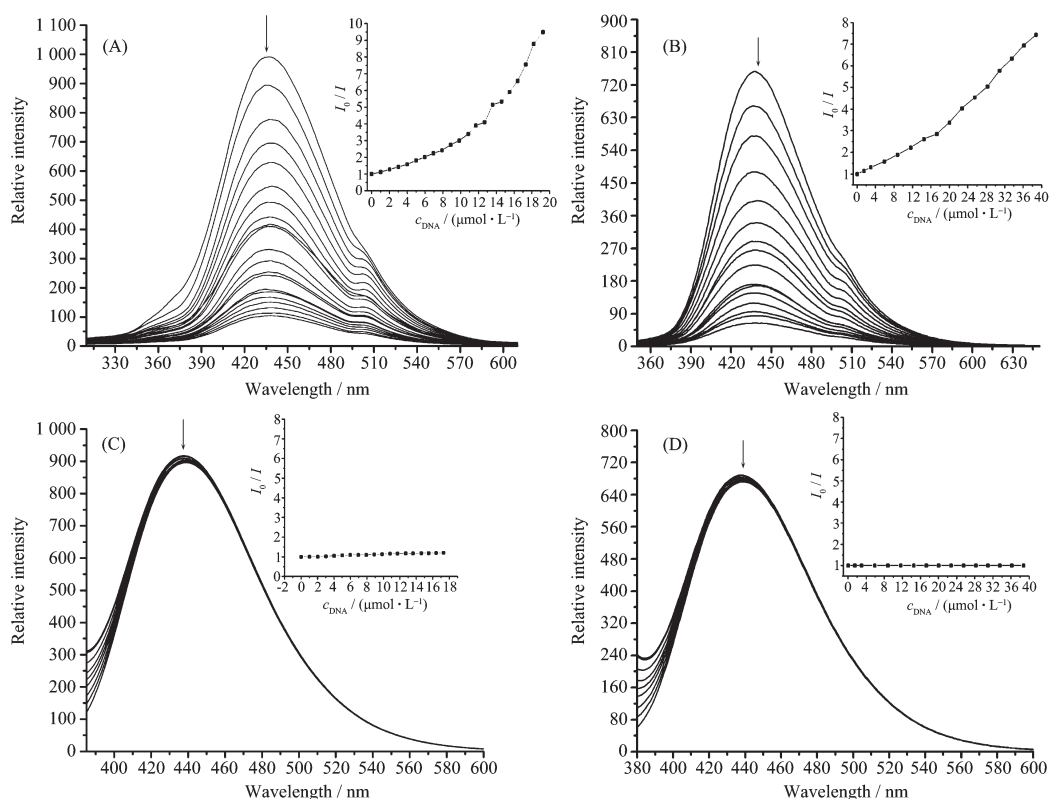 (A)
1 100
1 000
900
800
700
600
500
400
300
200
100
0
Relative intensity
330 360 390 420 450 480 510 540 570 600
Wavelength / nm
10
9
8
7
6
5
4
3
2
1
0
I₀ / I
0 2 4 6 8 10 12 14 16 18 20
c_DNA / (μmol · L⁻¹)
(B)
900
810
720
630
540
450
360
270
180
90
0
Relative intensity
360 390 420 450 480 510 540 570 600 630
Wavelength / nm
8
7
6
5
4
3
2
1
I₀ / I
0 4 8 12 16 20 24 28 32 36 40
c_DNA / (μmol · L⁻¹)
(C)
1 000
900
800
700
600
500
400
300
200
100
0
Relative intensity
400 420 440 460 480 500 520 540 560 580 600
Wavelength / nm
8
7
6
5
4
3
2
1
0
I₀ / I
-2 0 2 4 6 8 10 12 14 16 18
c_DNA / (μmol · L⁻¹)
(D)
800
720
640
560
480
400
320
240
160
80
0
Relative intensity
380 400 420 440 460 480 500 520 540 560 580 600
Wavelength / nm
8
7
6
5
4
3
2
1
0
I₀ / I
0 4 8 12 16 20 24 28 32 36 40
c_DNA / (μmol · L⁻¹)